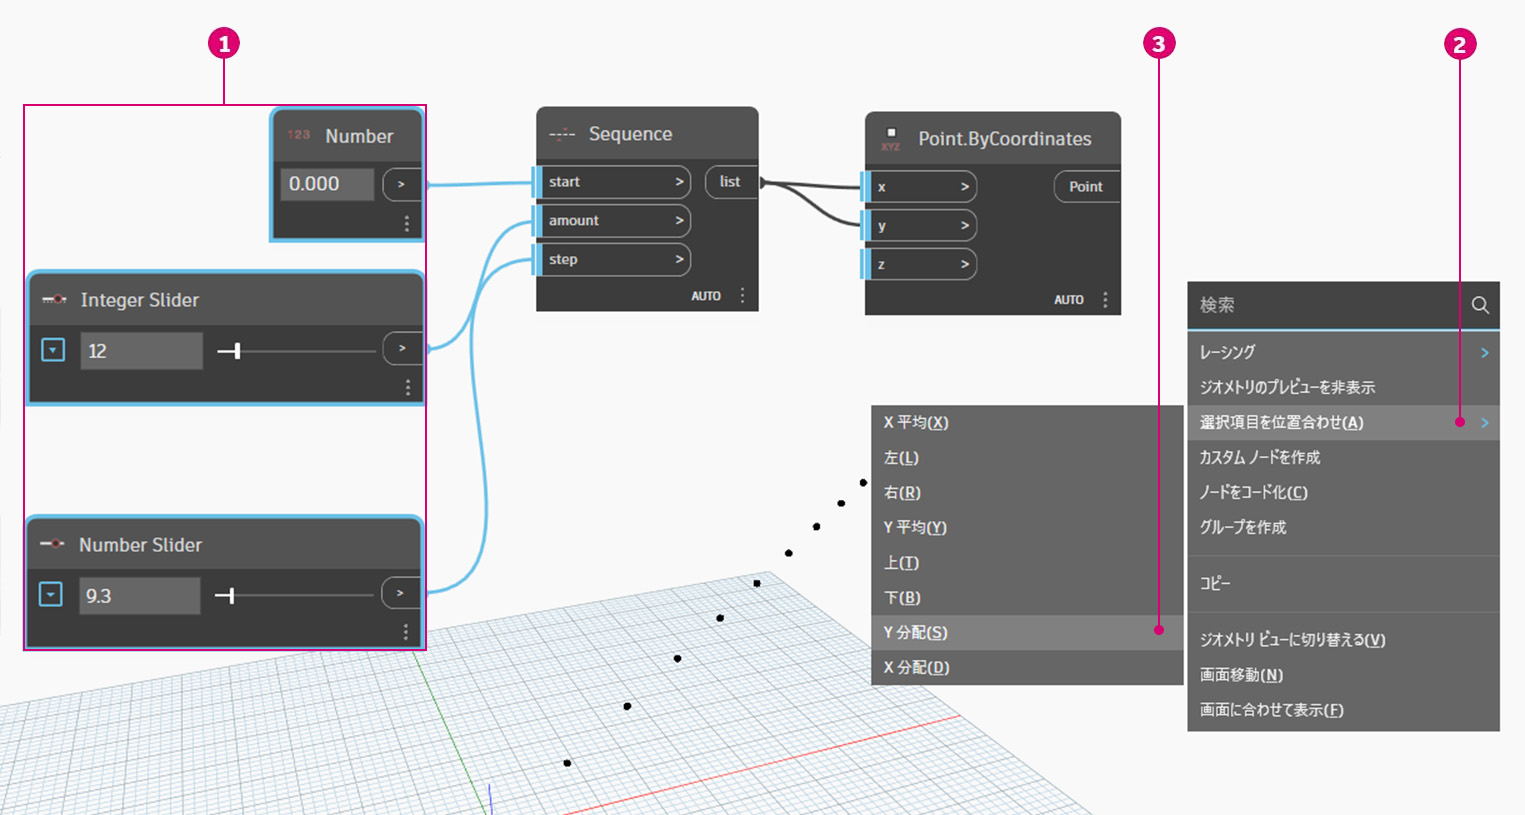 1
3
2
123 Number
0.000 >
Sequence
start >
list
amount >
step >
AUTO
XYZ Point.ByCoordinates
x >
Point
y >
z >
AUTO
Integer Slider
12 >
Number Slider
9.3 >
X 平均(X)
左(L)
右(R)
Y 平均(Y)
上(T)
下(B)
Y 分配(S)
X 分配(D)
検索
レーシング >
ジオメトリのプレビューを非表示
選択項目を位置合わせ(A) >
カスタム ノードを作成
ノードをコード化(C)
グループを作成
コピー
ジオメトリ ビューに切り替える(V)
画面移動(N)
画面に合わせて表示(F)